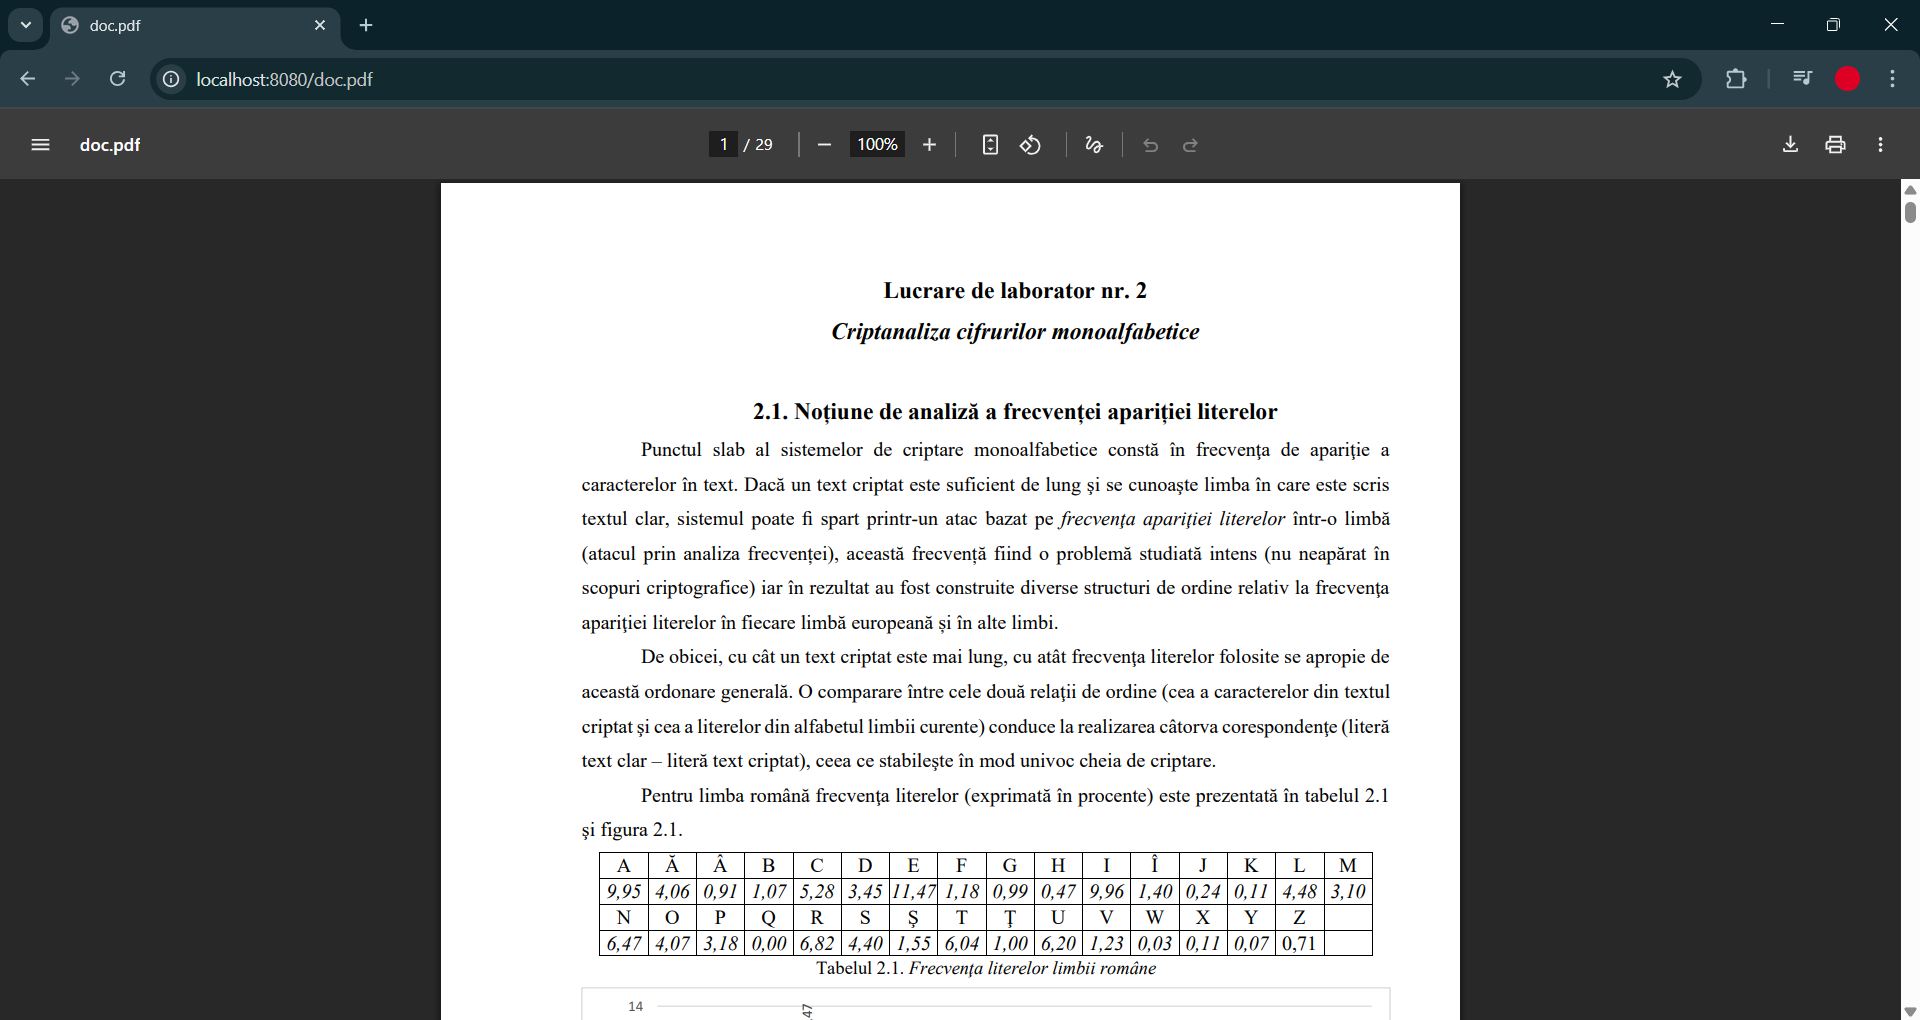 doc.pdf
localhost:8080/doc.pdf
doc.pdf
1 / 29
100%
Lucrare de laborator nr. 2
Criptanaliza cifrurilor monoalfabetice
2.1. Noțiune de analiză a frecvenței apariției literelor
Punctul slab al sistemelor de criptare monoalfabetice constă în frecvenţa de apariţie a
caracterelor în text. Dacă un text criptat este suficient de lung şi se cunoaşte limba în care este scris
textul clar, sistemul poate fi spart printr-un atac bazat pe frecvenţa apariţiei literelor într-o limbă
(atacul prin analiza frecvenței), această frecvență fiind o problemă studiată intens (nu neapărat în
scopuri criptografice) iar în rezultat au fost construite diverse structuri de ordine relativ la frecvenţa
apariţiei literelor în fiecare limbă europeană și în alte limbi.
De obicei, cu cât un text criptat este mai lung, cu atât frecvenţa literelor folosite se apropie de
această ordonare generală. O comparare între cele două relaţii de ordine (cea a caracterelor din textul
criptat şi cea a literelor din alfabetul limbii curente) conduce la realizarea câtorva corespondenţe (literă
text clar – literă text criptat), ceea ce stabileşte în mod univoc cheia de criptare.
Pentru limba română frecvenţa literelor (exprimată în procente) este prezentată în tabelul 2.1
şi figura 2.1.
A Ă Â B C D E F G H I Î J K L M
9,95 4,06 0,91 1,07 5,28 3,45 11,47 1,18 0,99 0,47 9,96 1,40 0,24 0,11 4,48 3,10
N O P Q R S Ş T Ţ U V W X Y Z
6,47 4,07 3,18 0,00 6,82 4,40 1,55 6,04 1,00 6,20 1,23 0,03 0,11 0,07 0,71
Tabelul 2.1. Frecvenţa literelor limbii române
14